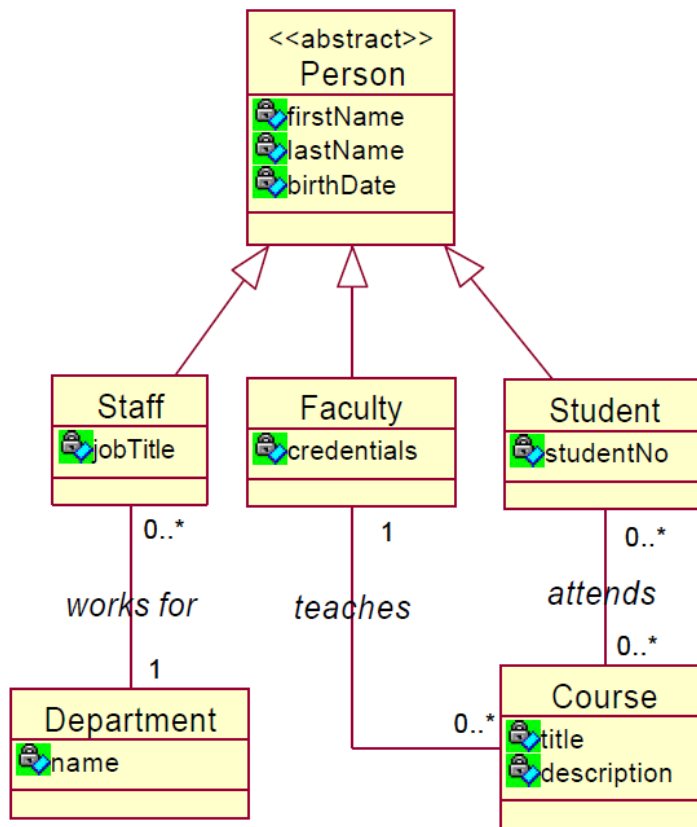 <<abstract>>
Person
firstName
lastName
birthDate
Staff
jobTitle
Faculty
credentials
Student
studentNo
0..*
works for
1
1
teaches
0..*
0..*
attends
0..*
Department
name
Course
title
description